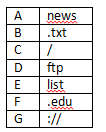 A news
B .txt
C /
D ftp
E list
F .edu
G ://